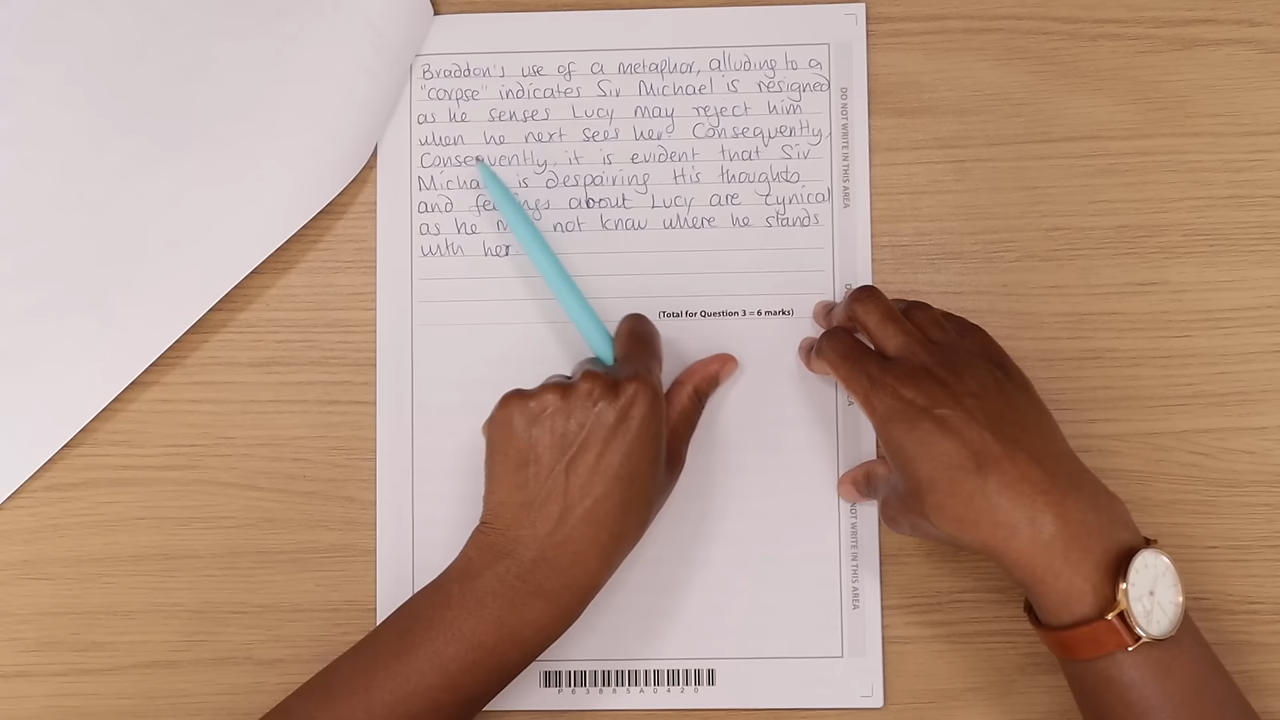 Braddon's use of a metaphor, alluding to a
"corpse" indicates Sir Michael is resigned
as he senses Lucy may reject him
when he next sees her. Consequently,
Consequently, it is evident that Sir
is despairing. His thoughts
and feelings about Lucy are cynical
as he not know where he stands
with her.
(Total for Question 3 = 6 marks)
DO NOT WRITE IN THIS AREA
NOT WRITE IN THIS AREA
P63885A0420